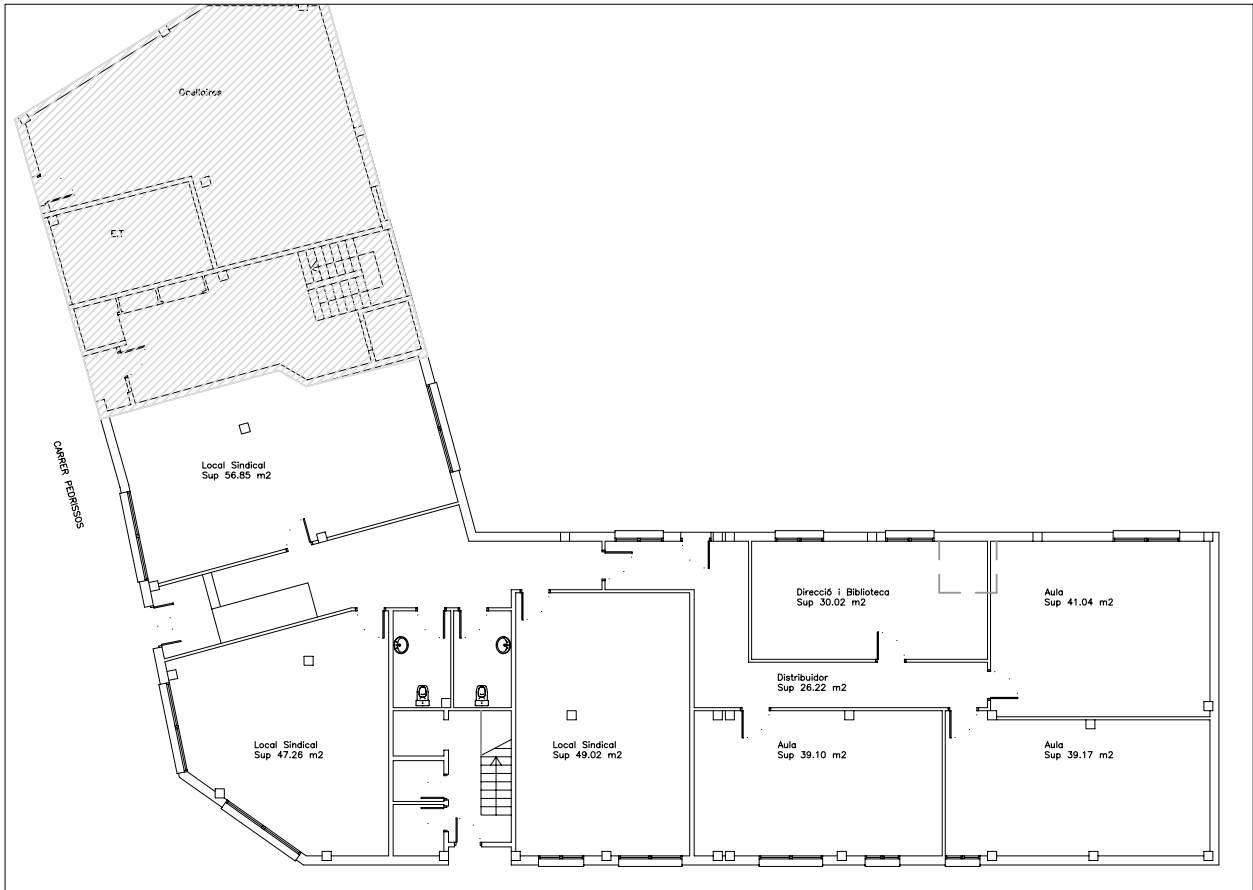 E.T
CARRER PEDRISSOS
Local Sindical
Sup 56.85 m2
Direcció i Biblioteca
Sup 30.02 m2
Aula
Sup 41.04 m2
Distribuidor
Sup 26.22 m2
Local Sindical
Sup 47.26 m2
Local Sindical
Sup 49.02 m2
Aula
Sup 39.10 m2
Aula
Sup 39.17 m2